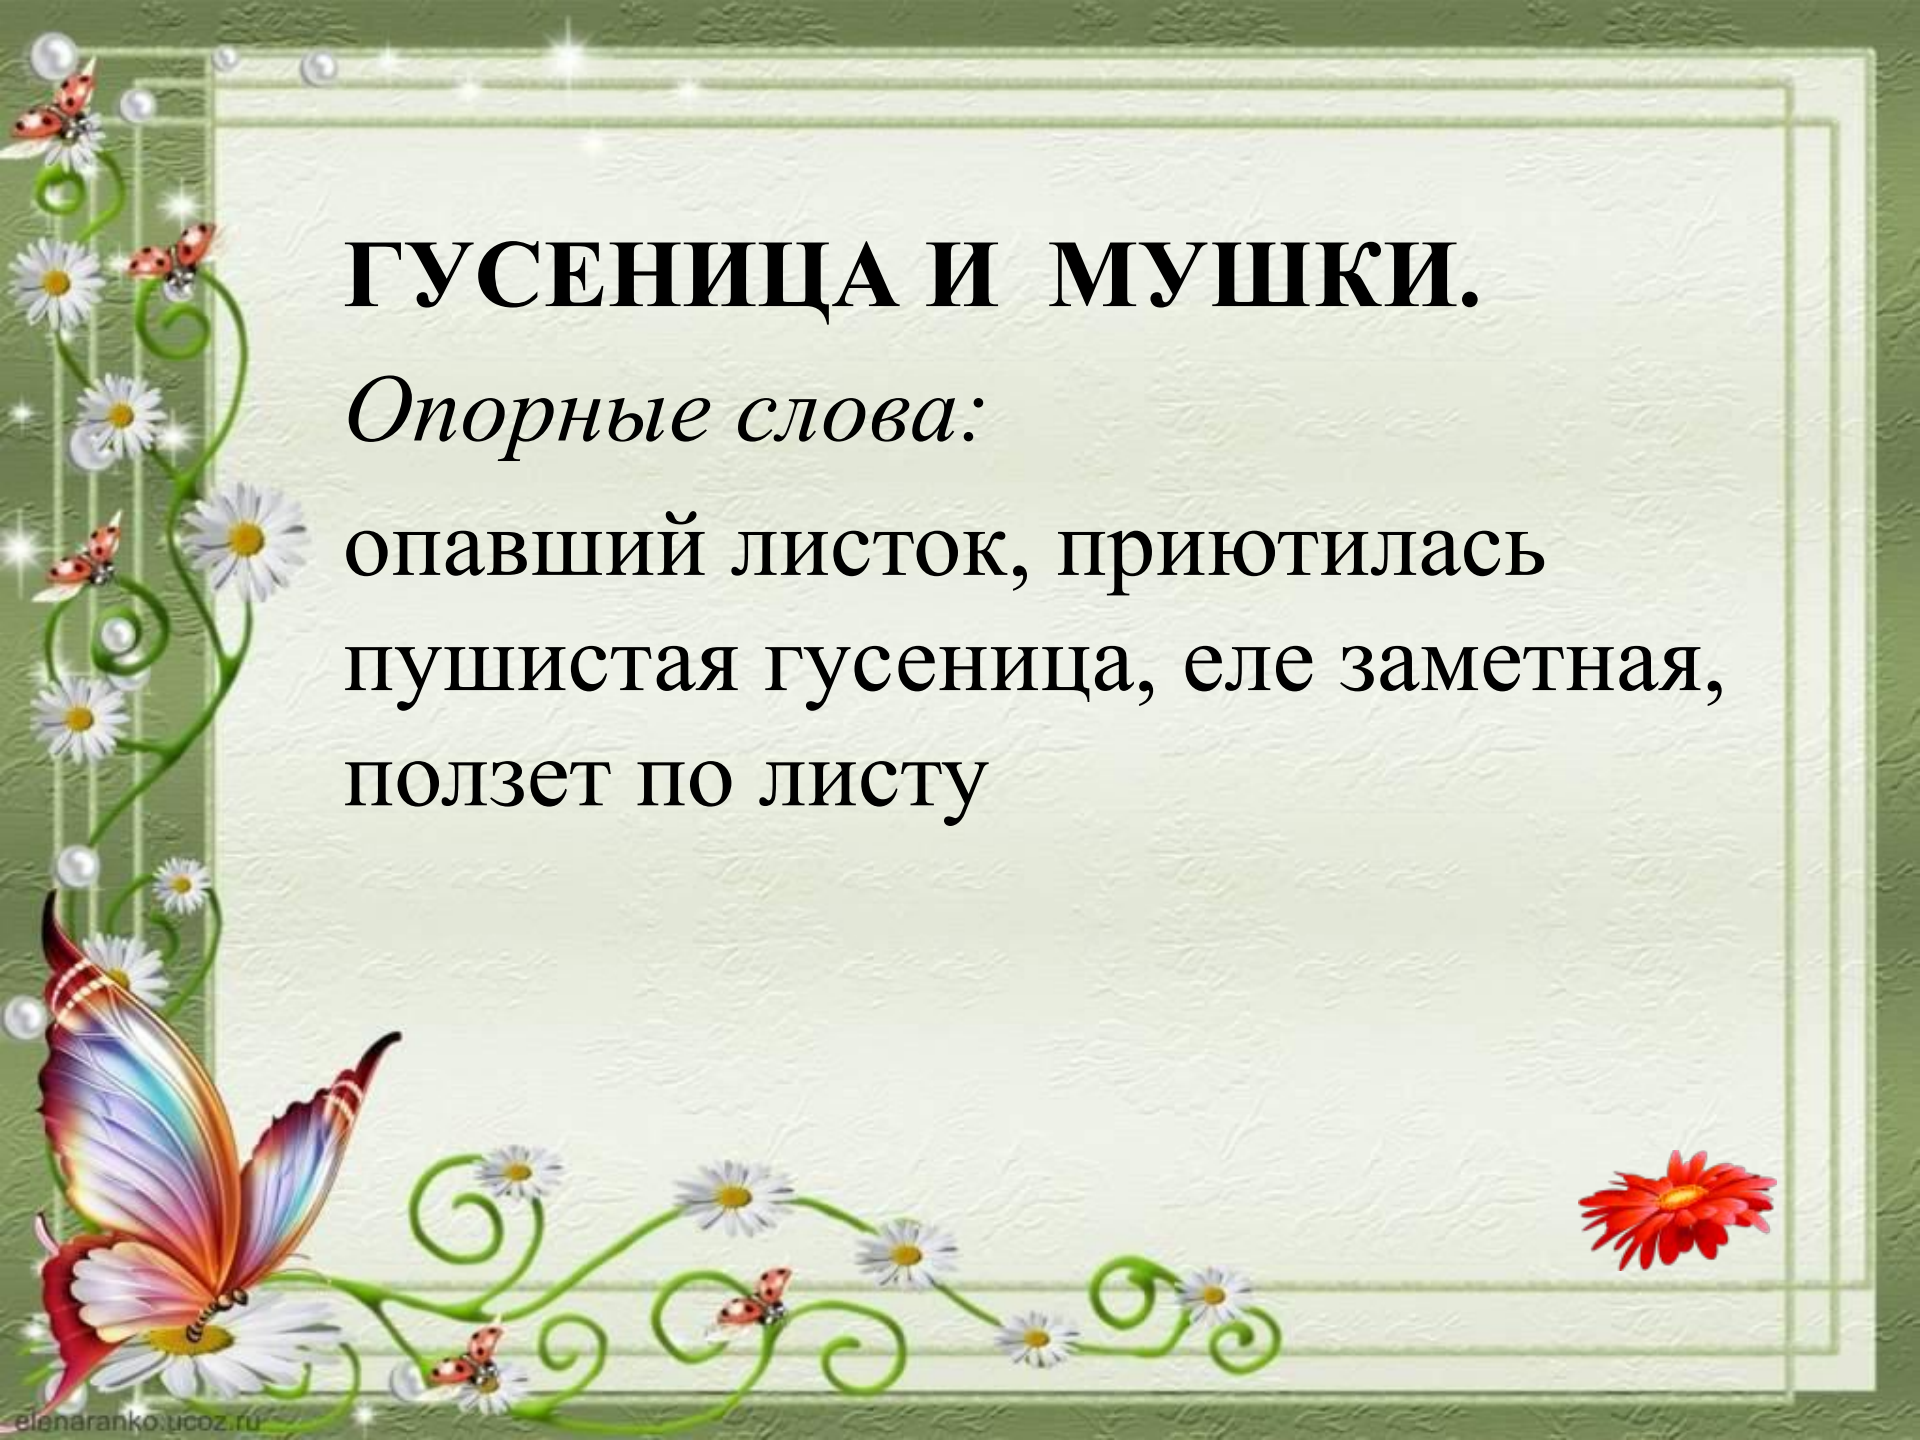 ГУСЕНИЦА И МУШКИ.
Опорные слова:
опавший листок, приютилась
пушистая гусеница, еле заметная,
ползет по листу
elenaranko.ucoz.ru